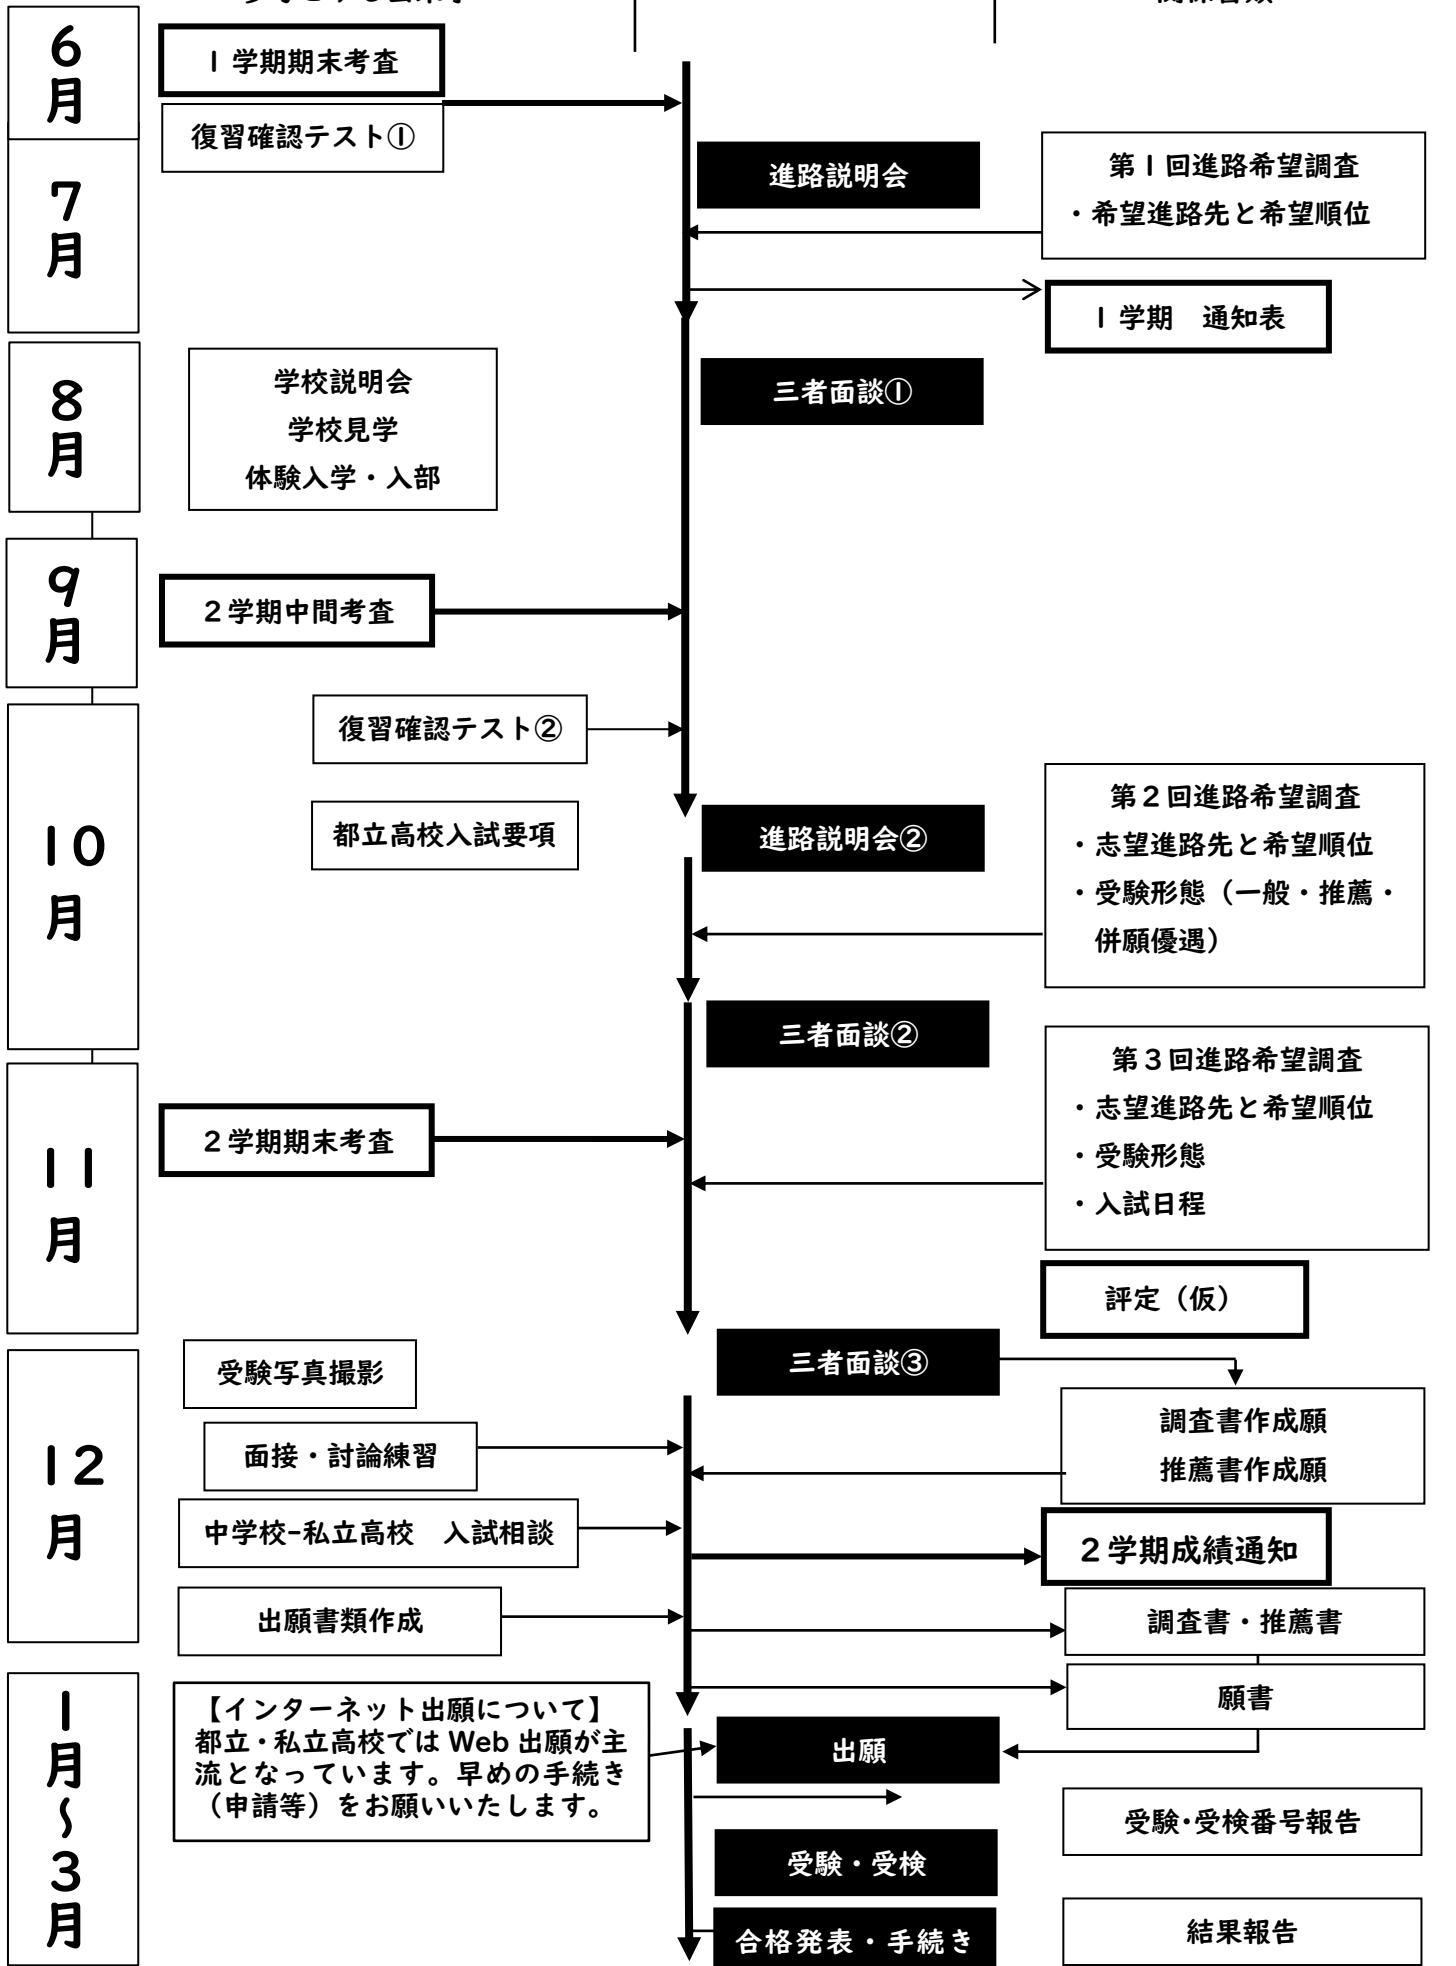 6月
1学期期末考査
復習確認テスト①
7月
進路説明会
第1回進路希望調査
・希望進路先と希望順位
1学期　通知表
8月
学校説明会
学校見学
体験入学・入部
三者面談①
9月
2学期中間考査
復習確認テスト②
10月
都立高校入試要項
進路説明会②
第2回進路希望調査
・志望進路先と希望順位
・受験形態（一般・推薦・
併願優遇）
三者面談②
11月
2学期期末考査
第3回進路希望調査
・志望進路先と希望順位
・受験形態
・入試日程
評定（仮）
12月
受験写真撮影
三者面談③
調査書作成願
推薦書作成願
面接・討論練習
中学校-私立高校　入試相談
2学期成績通知
出願書類作成
調査書・推薦書
願書
1月～3月
【インターネット出願について】
都立・私立高校では Web 出願が主
流となっています。早めの手続き
（申請等）をお願いいたします。
出願
受験・受検番号報告
受験・受検
合格発表・手続き
結果報告